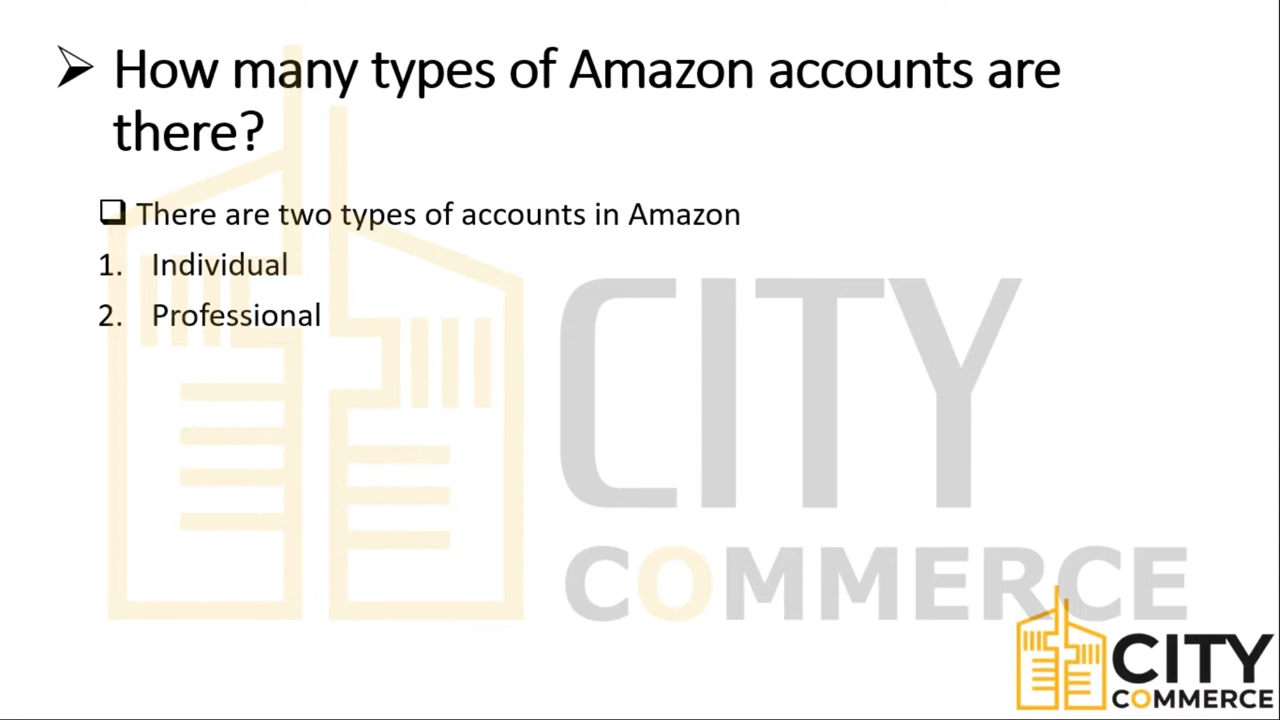 ➢ How many types of Amazon accounts are
there?
❑ There are two types of accounts in Amazon
1. Individual
2. Professional
CITY
COMMERCE
CITY
COMMERCE